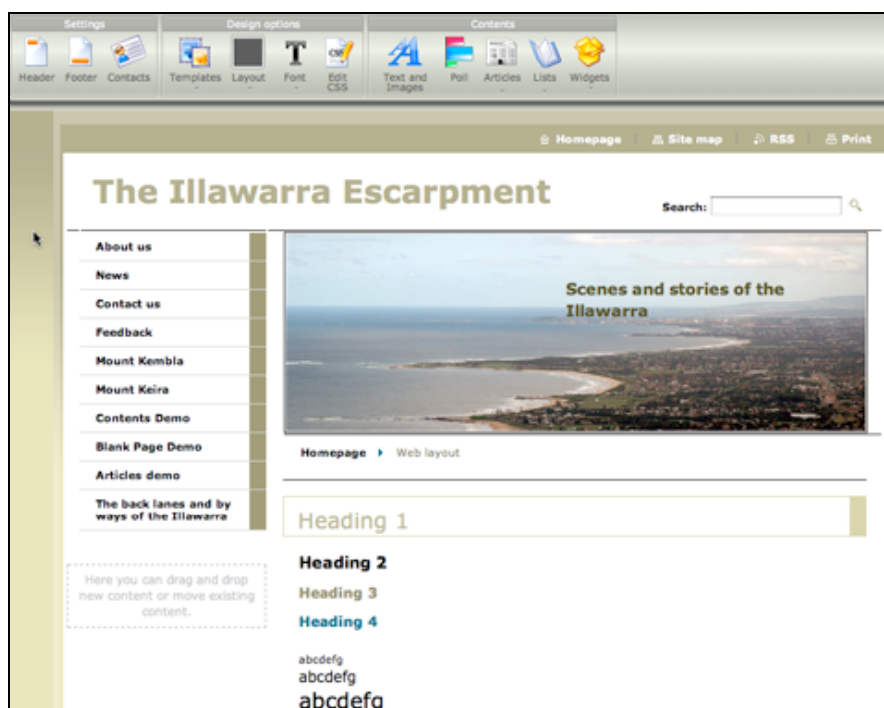 Settings
Design options
Contents
Header
Footer
Contacts
Templates
Layout
Font
CSS
Edit
CSS
Text and
Images
Poll
Articles
Lists
Widgets
Homepage
Site map
RSS
Print
The Illawarra Escarpment
Search:
About us
News
Contact us
Feedback
Mount Kembla
Mount Keira
Contents Demo
Blank Page Demo
Articles demo
The back lanes and by
ways of the Illawarra
Here you can drag and drop
new content or move existing
content.
Scenes and stories of the
Illawarra
Homepage Web layout
Heading 1
Heading 2
Heading 3
Heading 4
abcdefg
abcdefg
abcdefg